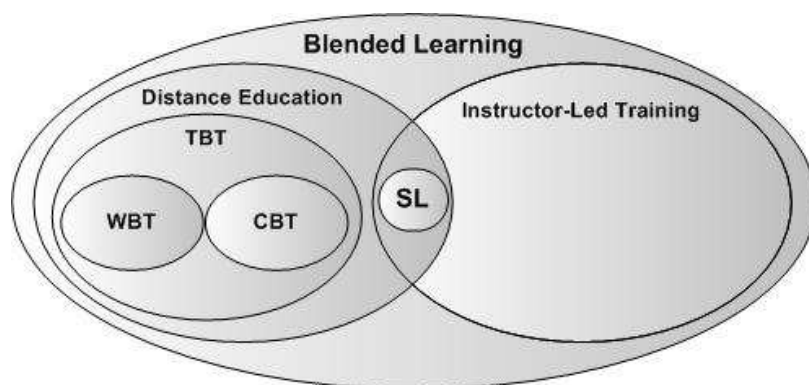 Blended Learning
Distance Education
Instructor-Led Training
TBT
WBT
CBT
SL